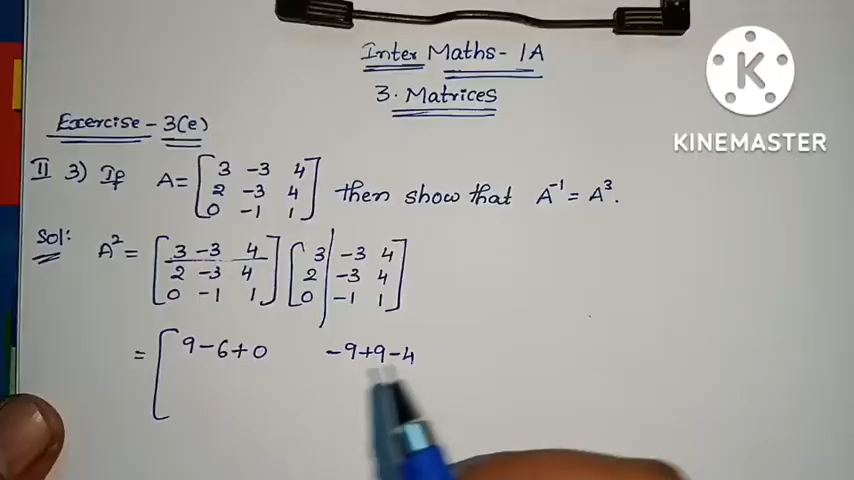 Inter Maths- 1A
3. Matrices
K
KINEMASTER
Exercise - 3(e)
II 3) If A = [3 -3 4
2 -3 4
0 -1 1] then show that A⁻¹ = A³.
Sol: A² = [3 -3 4
2 -3 4
0 -1 1] [3 -3 4
2 -3 4
0 -1 1]
= [9-6+0 -9+9-4